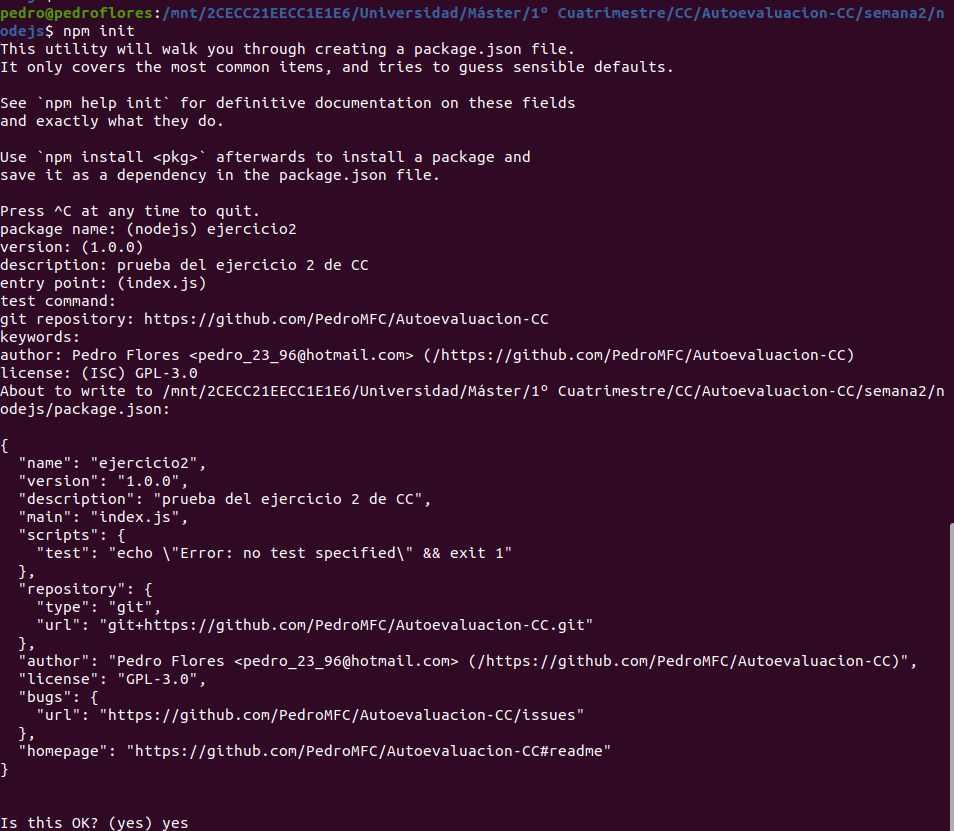 pedro@pedroflores:/mnt/2CECC21EECC1E1E6/Universidad/Máster/1º Cuatrimestre/CC/Autoevaluacion-CC/semana2/n
odejs$ npm init
This utility will walk you through creating a package.json file.
It only covers the most common items, and tries to guess sensible defaults.

See `npm help init` for definitive documentation on these fields
and exactly what they do.

Use `npm install <pkg>` afterwards to install a package and
save it as a dependency in the package.json file.

Press ^C at any time to quit.
package name: (nodejs) ejercicio2
version: (1.0.0)
description: prueba del ejercicio 2 de CC
entry point: (index.js)
test command:
git repository: https://github.com/PedroMFC/Autoevaluacion-CC
keywords:
author: Pedro Flores <pedro_23_96@hotmail.com> (/https://github.com/PedroMFC/Autoevaluacion-CC)
license: (ISC) GPL-3.0
About to write to /mnt/2CECC21EECC1E1E6/Universidad/Máster/1º Cuatrimestre/CC/Autoevaluacion-CC/semana2/n
odejs/package.json:

{
  "name": "ejercicio2",
  "version": "1.0.0",
  "description": "prueba del ejercicio 2 de CC",
  "main": "index.js",
  "scripts": {
    "test": "echo \"Error: no test specified\" && exit 1"
  },
  "repository": {
    "type": "git",
    "url": "git+https://github.com/PedroMFC/Autoevaluacion-CC.git"
  },
  "author": "Pedro Flores <pedro_23_96@hotmail.com> (/https://github.com/PedroMFC/Autoevaluacion-CC)",
  "license": "GPL-3.0",
  "bugs": {
    "url": "https://github.com/PedroMFC/Autoevaluacion-CC/issues"
  },
  "homepage": "https://github.com/PedroMFC/Autoevaluacion-CC#readme"
}

Is this OK? (yes) yes